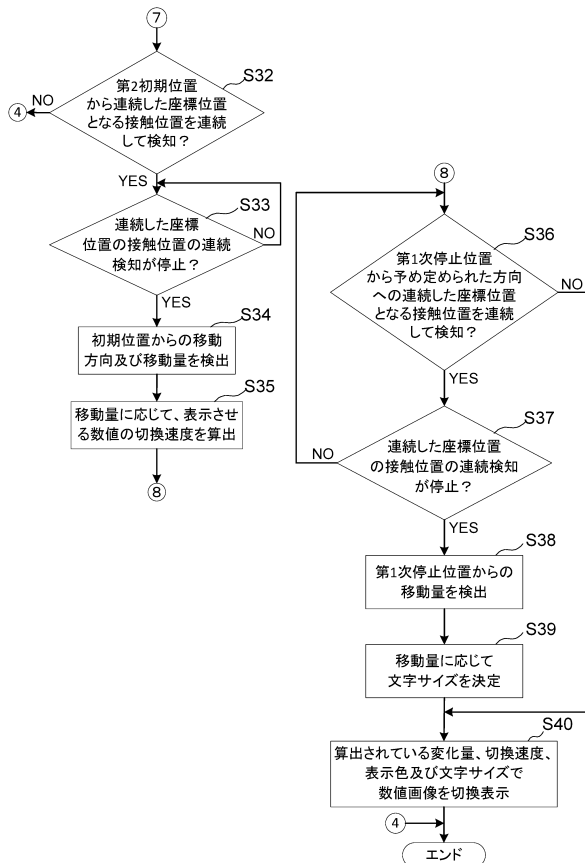 ⑦
S32
第2初期位置
から連続した座標位置
となる接触位置を連続
して検知？
NO
④
YES
S33
連続した座標
位置の接触位置の連続
検知が停止？
NO
YES
S34
初期位置からの移動
方向及び移動量を検出
S35
移動量に応じて、表示させ
る数値の切換速度を算出
⑧
⑧
S36
第1次停止位置
から予め定められた方向
への連続した座標位置
となる接触位置を連続
して検知？
NO
YES
S37
連続した座標位置
の接触位置の連続検知
が停止？
NO
YES
S38
第1次停止位置からの
移動量を検出
S39
移動量に応じて
文字サイズを決定
S40
算出されている変化量、切換速度、
表示色及び文字サイズで
数値画像を切換表示
④
エンド